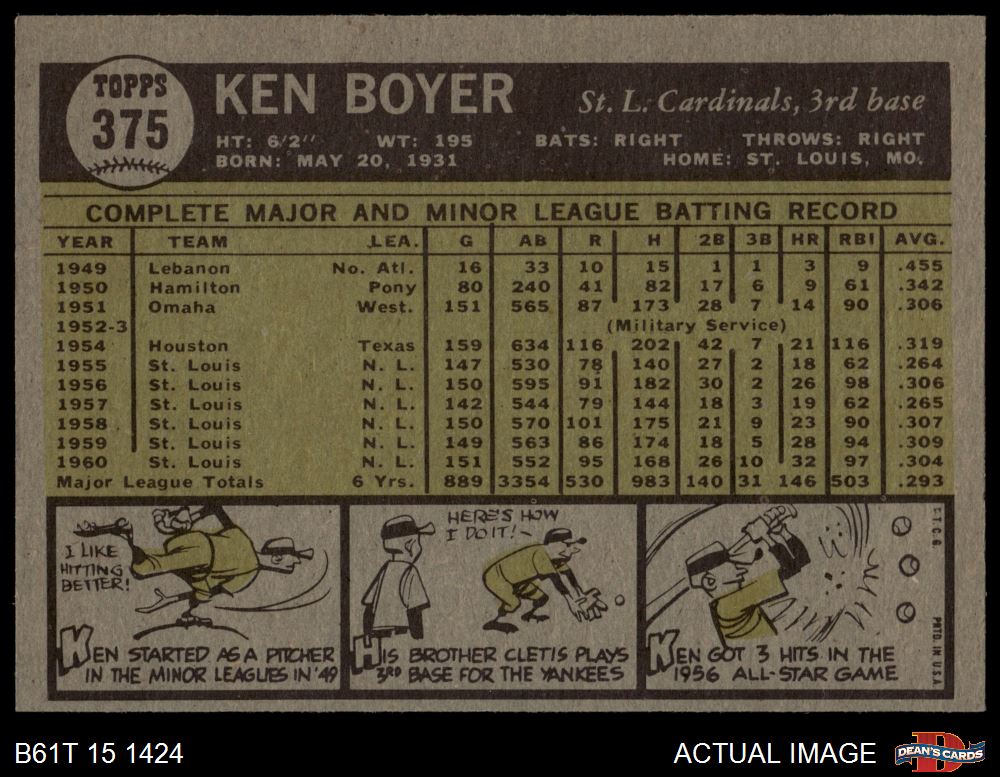 TOPPS
375
KEN BOYER
St. L. Cardinals, 3rd base
HT: 6/2" WT: 195 BATS: RIGHT THROWS: RIGHT
BORN: MAY 20, 1931 HOME: ST. LOUIS, MO.
COMPLETE MAJOR AND MINOR LEAGUE BATTING RECORD
YEAR TEAM LEA. G AB R H 2B 3B HR RBI AVG.
1949 Lebanon No. Atl. 16 33 10 15 1 1 3 9 .455
1950 Hamilton Pony 80 240 41 82 17 6 9 61 .342
1951 Omaha West. 151 565 87 173 28 7 14 90 .306
1952-3 (Military Service)
1954 Houston Texas 159 634 116 202 42 7 21 116 .319
1955 St. Louis N. L. 147 530 78 140 27 2 18 62 .264
1956 St. Louis N. L. 150 595 91 182 30 2 26 98 .306
1957 St. Louis N. L. 142 544 79 144 18 3 19 62 .265
1958 St. Louis N. L. 150 570 101 175 21 9 23 90 .307
1959 St. Louis N. L. 149 563 86 174 18 5 28 94 .309
1960 St. Louis N. L. 151 552 95 168 26 10 32 97 .304
Major League Totals 6 Yrs. 889 3354 530 983 140 31 146 503 .293
I LIKE
HITTING
BETTER!
KEN STARTED AS A PITCHER
IN THE MINOR LEAGUES IN '49
HERE'S HOW
I DO IT!
HIS BROTHER CLETIS PLAYS
3RD BASE FOR THE YANKEES
KEN GOT 3 HITS IN THE
1956 ALL-STAR GAME
©T.C.G.
PRTD. IN U.S.A.
B61T 15 1424
ACTUAL IMAGE
DEAN'S CARDS